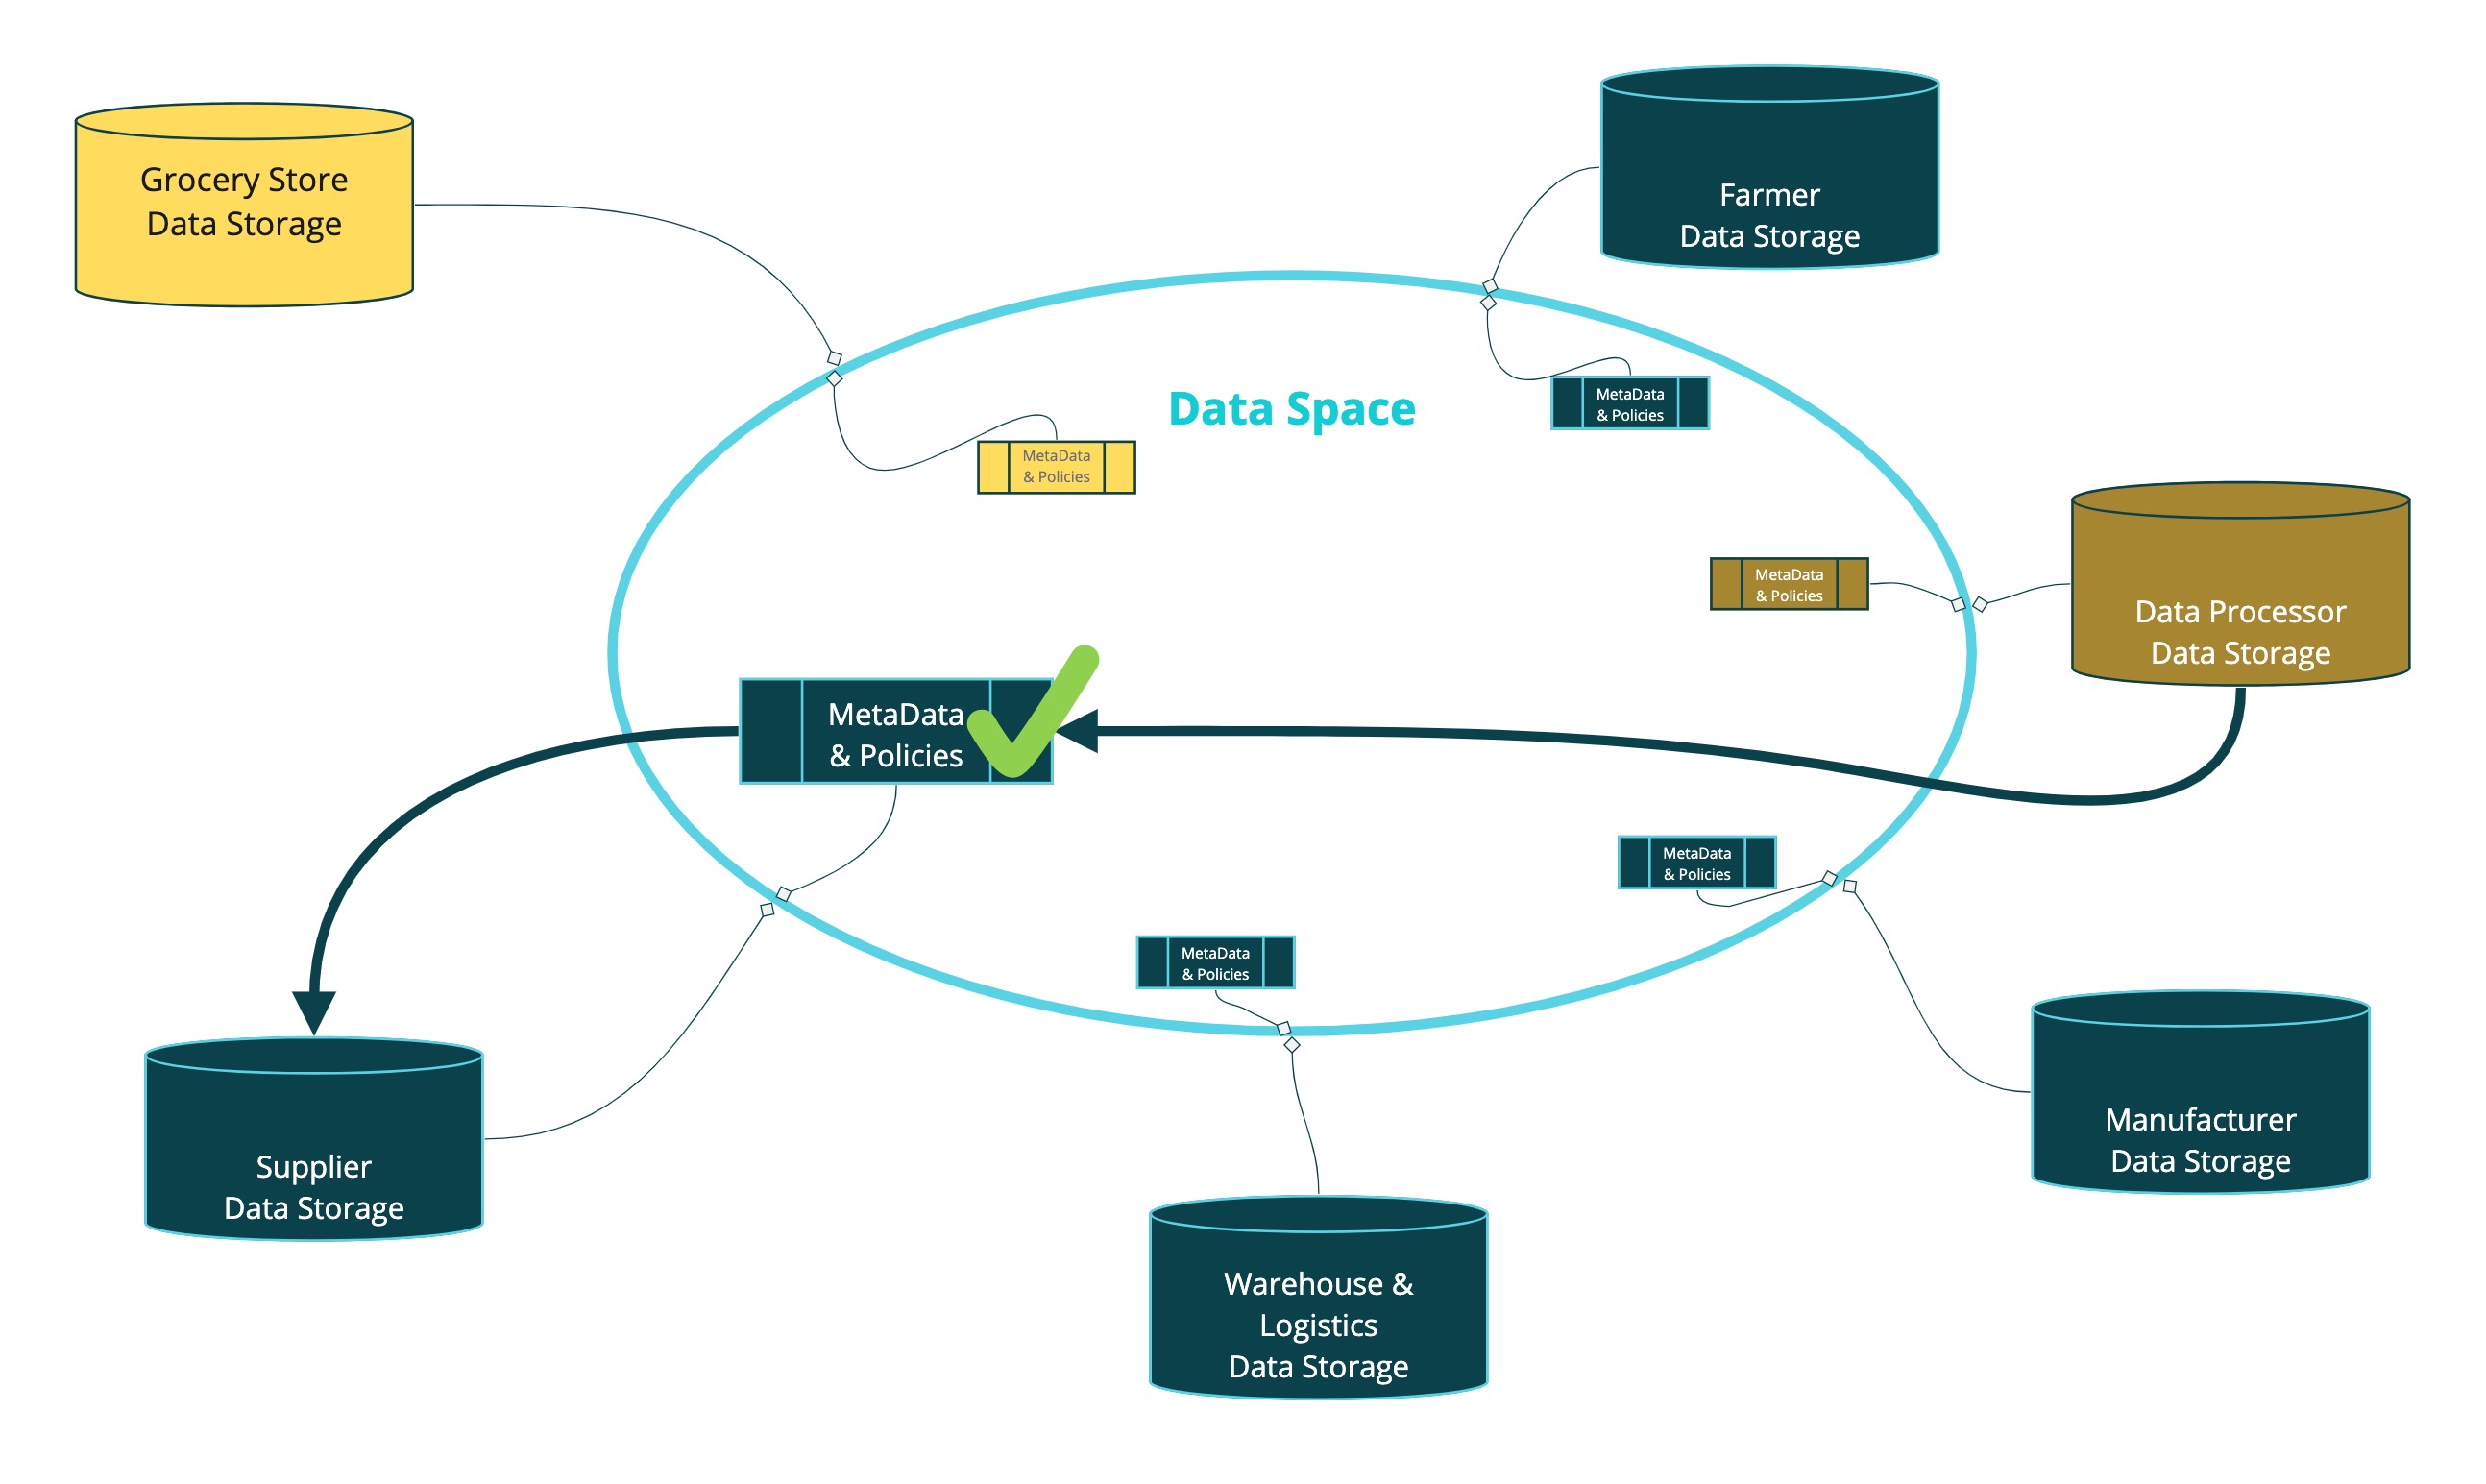 Grocery Store
Data Storage
Farmer
Data Storage
Data Space
MetaData
& Policies
MetaData
& Policies
MetaData
& Policies
Data Processor
Data Storage
MetaData
& Policies
MetaData
& Policies
MetaData
& Policies
Manufacturer
Data Storage
Supplier
Data Storage
Warehouse &
Logistics
Data Storage